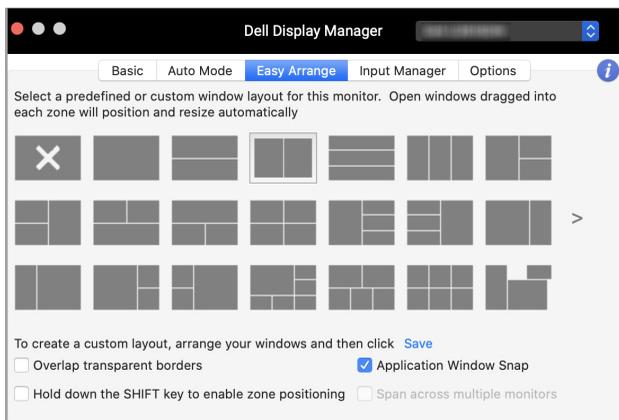 Dell Display Manager
Basic Auto Mode Easy Arrange Input Manager Options
i
Select a predefined or custom window layout for this monitor. Open windows dragged into
each zone will position and resize automatically
>
To create a custom layout, arrange your windows and then click Save
Overlap transparent borders Application Window Snap
Hold down the SHIFT key to enable zone positioning Span across multiple monitors